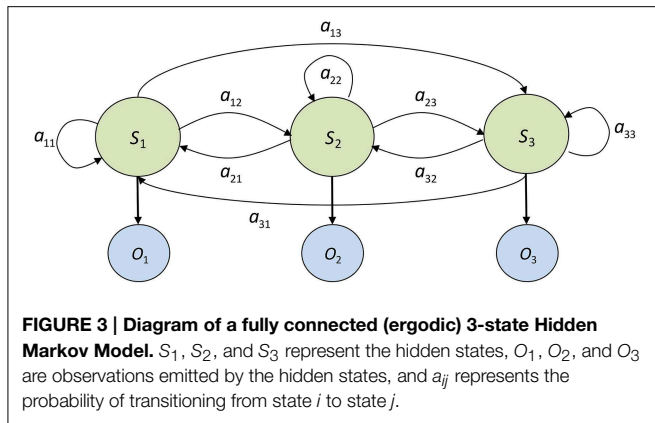 a13
a22
a12
a23
a11
S1
S2
S3
a33
a21
a32
a31
O1
O2
O3
FIGURE 3 | Diagram of a fully connected (ergodic) 3-state Hidden
Markov Model. S1, S2, and S3 represent the hidden states, O1, O2, and O3
are observations emitted by the hidden states, and aij represents the
probability of transitioning from state i to state j.